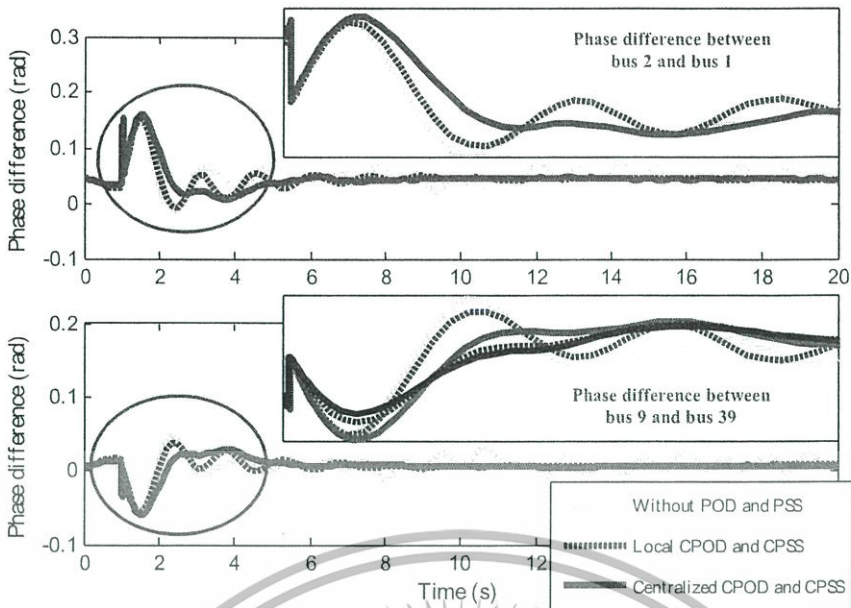 Phase difference (rad)
0.3
0.2
0.1
0
-0.1
0 2 4 6 8 10 12 14 16 18 20
Phase difference between
bus 2 and bus 1
Phase difference (rad)
0.2
0.1
0
-0.1
0 2 4 6 8 10 12
Phase difference between
bus 9 and bus 39
Time (s)
Without POD and PSS
Local CPOD and CPSS
Centralized CPOD and CPSS